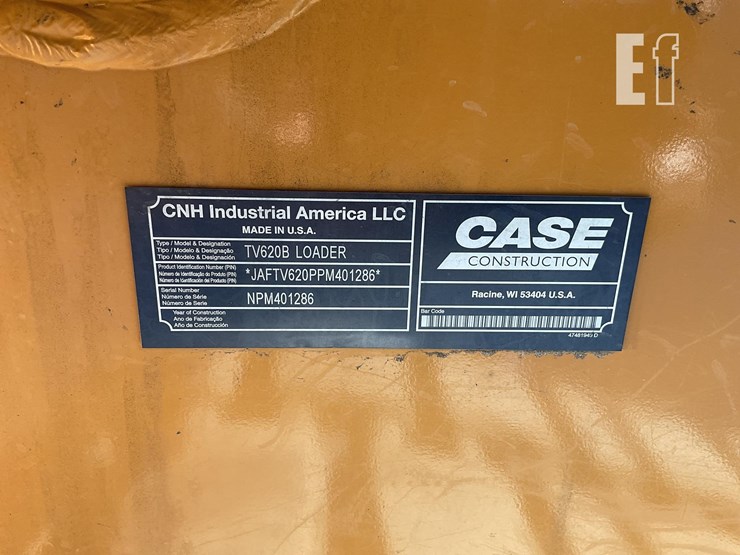 Ef
CNH Industrial America LLC
MADE IN U.S.A.
Type / Model & Designation
Tipo / Modelo & Designação
Tipo / Modelo & Designación
TV620B LOADER
Product Identification Number (PIN)
Número de Identificação do Produto (PIN)
Número de Identificación del Producto (PIN)
*JAFTV620PPM401286*
Serial Number
Número de Série
Número de Serie
NPM401286
Year of Construction
Ano de Fabricação
Año de Construcción
CASE
CONSTRUCTION
Racine, WI 53404 U.S.A.
Bar Code
47481949 D